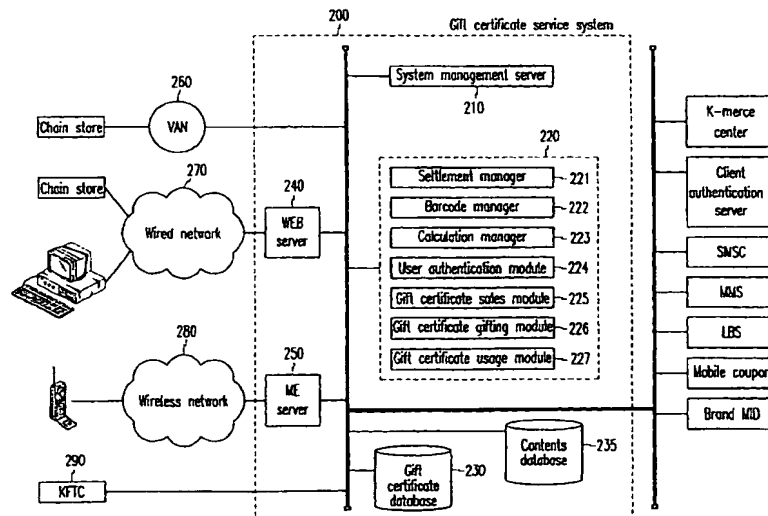 200
Gift certificate service system
System management server
210
260
VAN
Chain store
K-merce
center
220
Chain store
270
Wired network
240
WEB
server
Settlement manager
221
Barcode manager
222
Calculation manager
223
User authentication module
224
Gift certificate sales module
225
Gift certificate gifting module
226
Gift certificate usage module
227
Client
authentication
server
SMSC
MMS
LBS
Mobile coupon
Brand MID
280
Wireless network
250
ME
server
290
KFTC
Gift
certificate
database
230
Contents
database
235